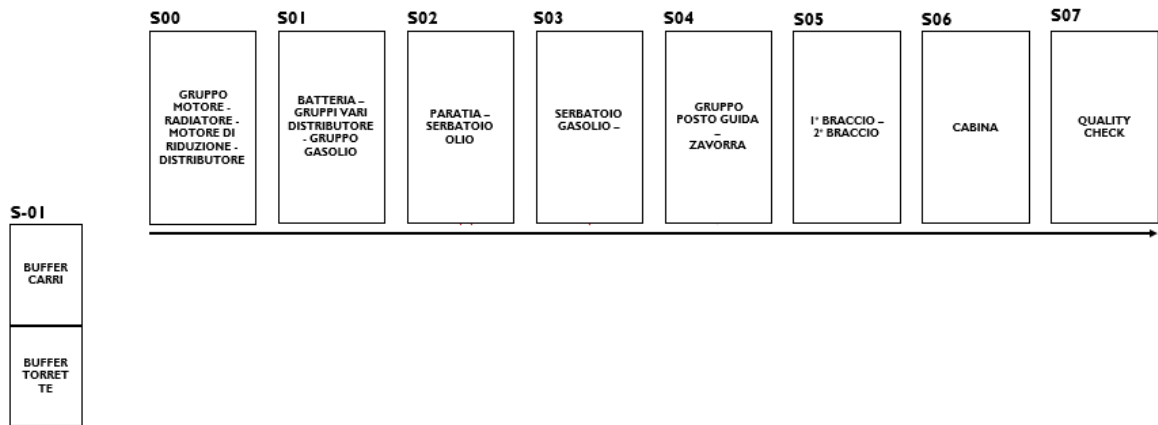 S00
S01
S02
S03
S04
S05
S06
S07
GRUPPO
MOTORE -
RADIATORE -
MOTORE DI
RIDUZIONE -
DISTRIBUTORE
BATTERIA –
GRUPPI VARI
DISTRIBUTORE
- GRUPPO
GASOLIO
PARATIA –
SERBATOIO
OLIO
SERBATOIO
GASOLIO –
GRUPPO
POSTO GUIDA
–
ZAVORRA
1° BRACCIO –
2° BRACCIO
CABINA
QUALITY
CHECK
S-01
BUFFER
CARRI
BUFFER
TORRET
TE